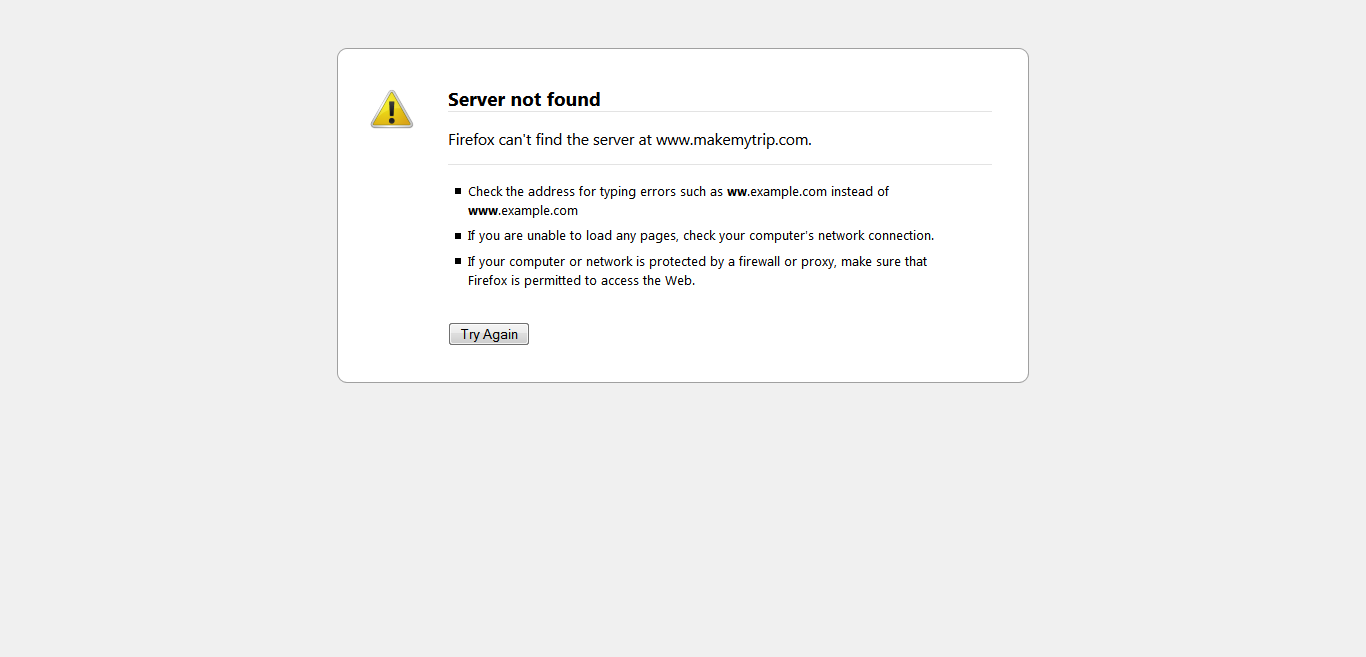 Server not found
Firefox can't find the server at www.makemytrip.com.
Check the address for typing errors such as ww.example.com instead of
www.example.com
If you are unable to load any pages, check your computer's network connection.
If your computer or network is protected by a firewall or proxy, make sure that
Firefox is permitted to access the Web.
Try Again